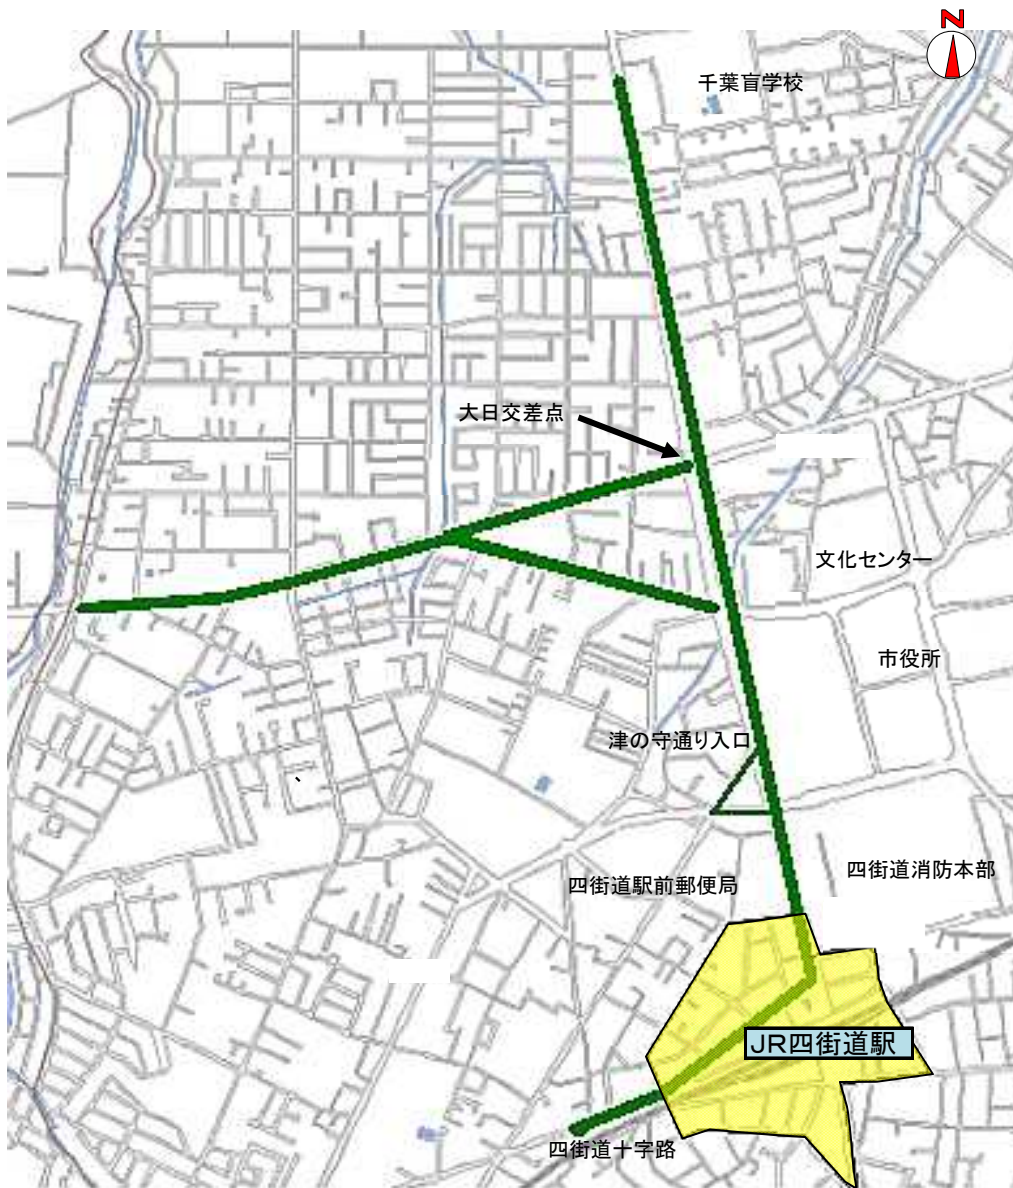 N
千葉盲学校
大日交差点
文化センター
市役所
津の守通り入口
四街道消防本部
四街道駅前郵便局
JR四街道駅
四街道十字路